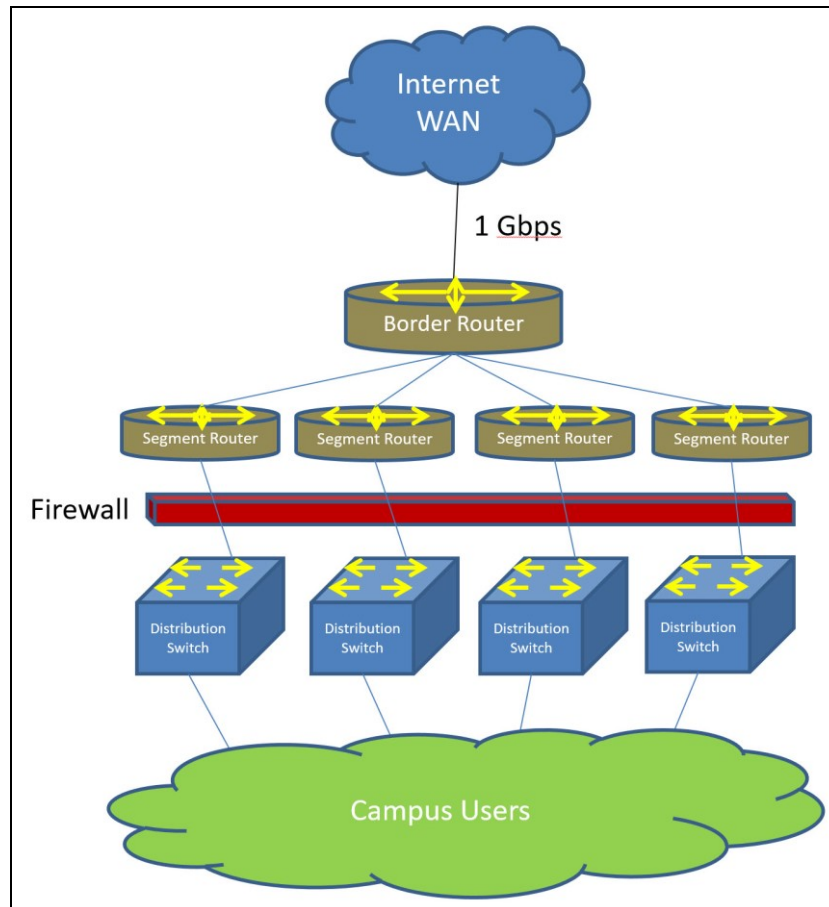 Internet
WAN
1 Gbps
Border Router
Segment Router
Segment Router
Segment Router
Segment Router
Firewall
Distribution
Switch
Distribution
Switch
Distribution
Switch
Distribution
Switch
Campus Users